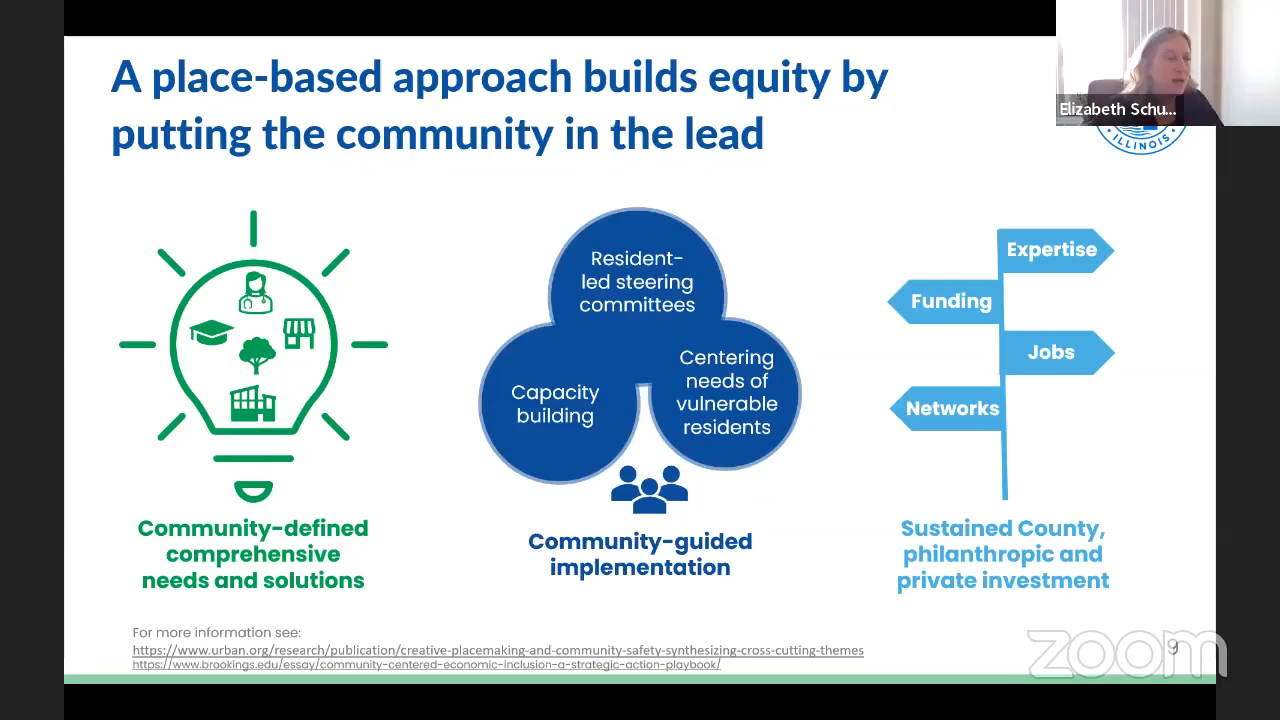 A place-based approach builds equity by
putting the community in the lead
Elizabeth Schu...
ILLINOIS
Resident-
led steering
committees
Capacity
building
Centering
needs of
vulnerable
residents
Expertise
Funding
Jobs
Networks
Community-defined
comprehensive
needs and solutions
Community-guided
implementation
Sustained County,
philanthropic and
private investment
For more information see:
https://www.urban.org/research/publication/creative-placemaking-and-community-safety-synthesizing-cross-cutting-themes
https://www.brookings.edu/essay/community-centered-economic-inclusion-a-strategic-action-playbook/
zoom
9